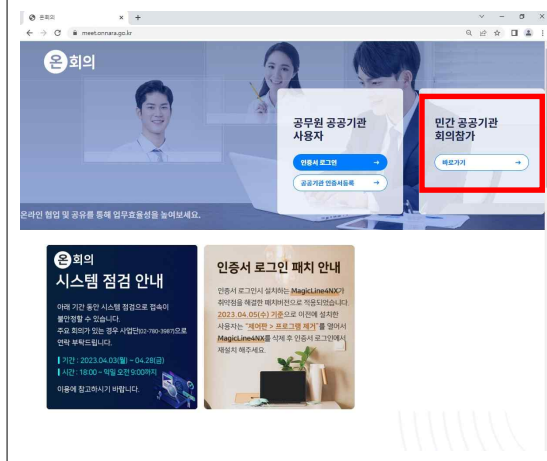 온회의
meet.onnara.go.kr
온회의
공무원 공공기관
사용자
인증서 로그인 →
공공기관 인증서등록 →
민간 공공기관
회의참가
바로가기 →
온라인 협업 및 공유를 통해 업무효율성을 높여보세요.
온회의
시스템 점검 안내
아래 기간 동안 시스템 점검으로 접속이
불안정할 수 있습니다.
주요 회의가 있는 경우 사업단(02-780-3987)으로
연락 부탁드립니다.
기간 : 2023.04.03(월) ~ 04.28(금)
시간 : 18:00 ~ 익일 오전 9:00까지
이용에 참고하시기 바랍니다.
인증서 로그인 패치 안내
인증서 로그인시 설치하는 MagicLine4NX가
취약점을 해결한 패치버전으로 적용되었습니다
2023.04.05(수) 기준으로 이전에 설치한
사용자는 "제어판 > 프로그램 제거"를 열어서
MagicLine4NX를 삭제 후 인증서 로그인에서
재설치 해주세요.